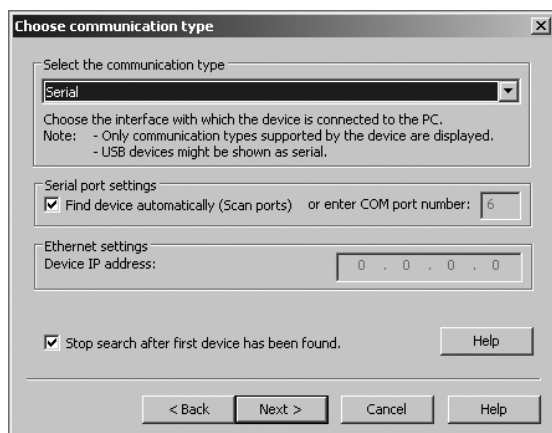 Choose communication type
Select the communication type
Serial
Choose the interface with which the device is connected to the PC.
Note: - Only communication types supported by the device are displayed.
- USB devices might be shown as serial.
Serial port settings
Find device automatically (Scan ports) or enter COM port number: 6
Ethernet settings
Device IP address: 0 . 0 . 0 . 0
Stop search after first device has been found. Help
< Back Next > Cancel Help